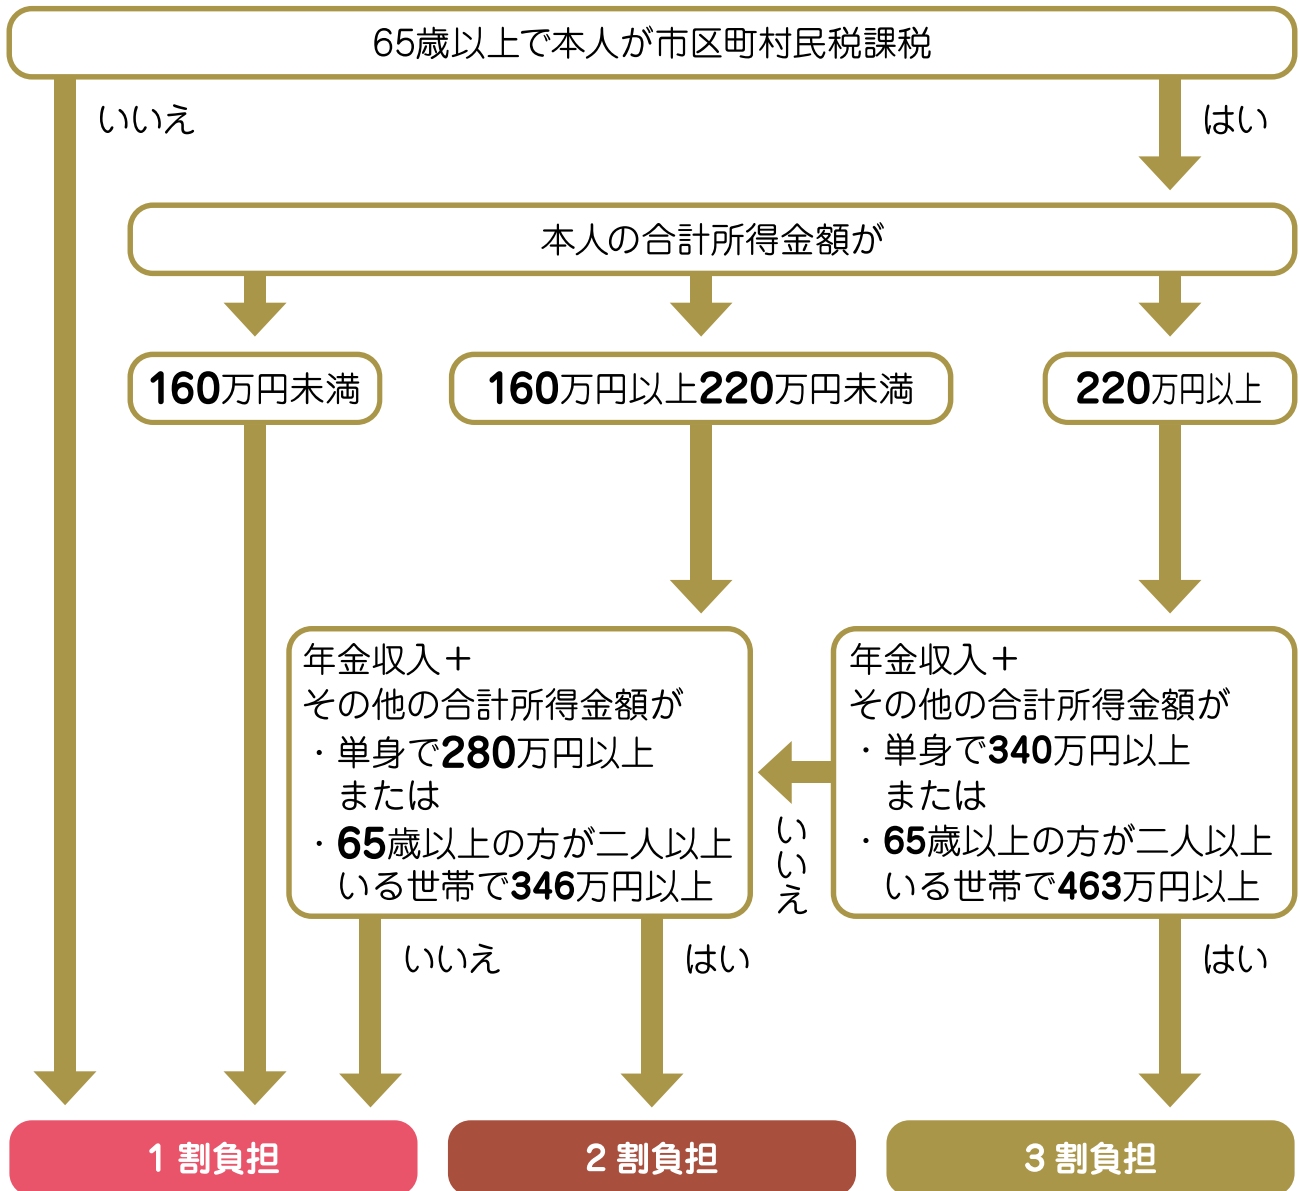 65歳以上で本人が市区町村民税課税
いいえ
はい
本人の合計所得金額が
160万円未満
160万円以上220万円未満
220万円以上
年金収入＋
その他の合計所得金額が
・単身で280万円以上
または
・65歳以上の方が二人以上
いる世帯で346万円以上
いいえ
年金収入＋
その他の合計所得金額が
・単身で340万円以上
または
・65歳以上の方が二人以上
いる世帯で463万円以上
いいえ
はい
はい
1割負担
2割負担
3割負担